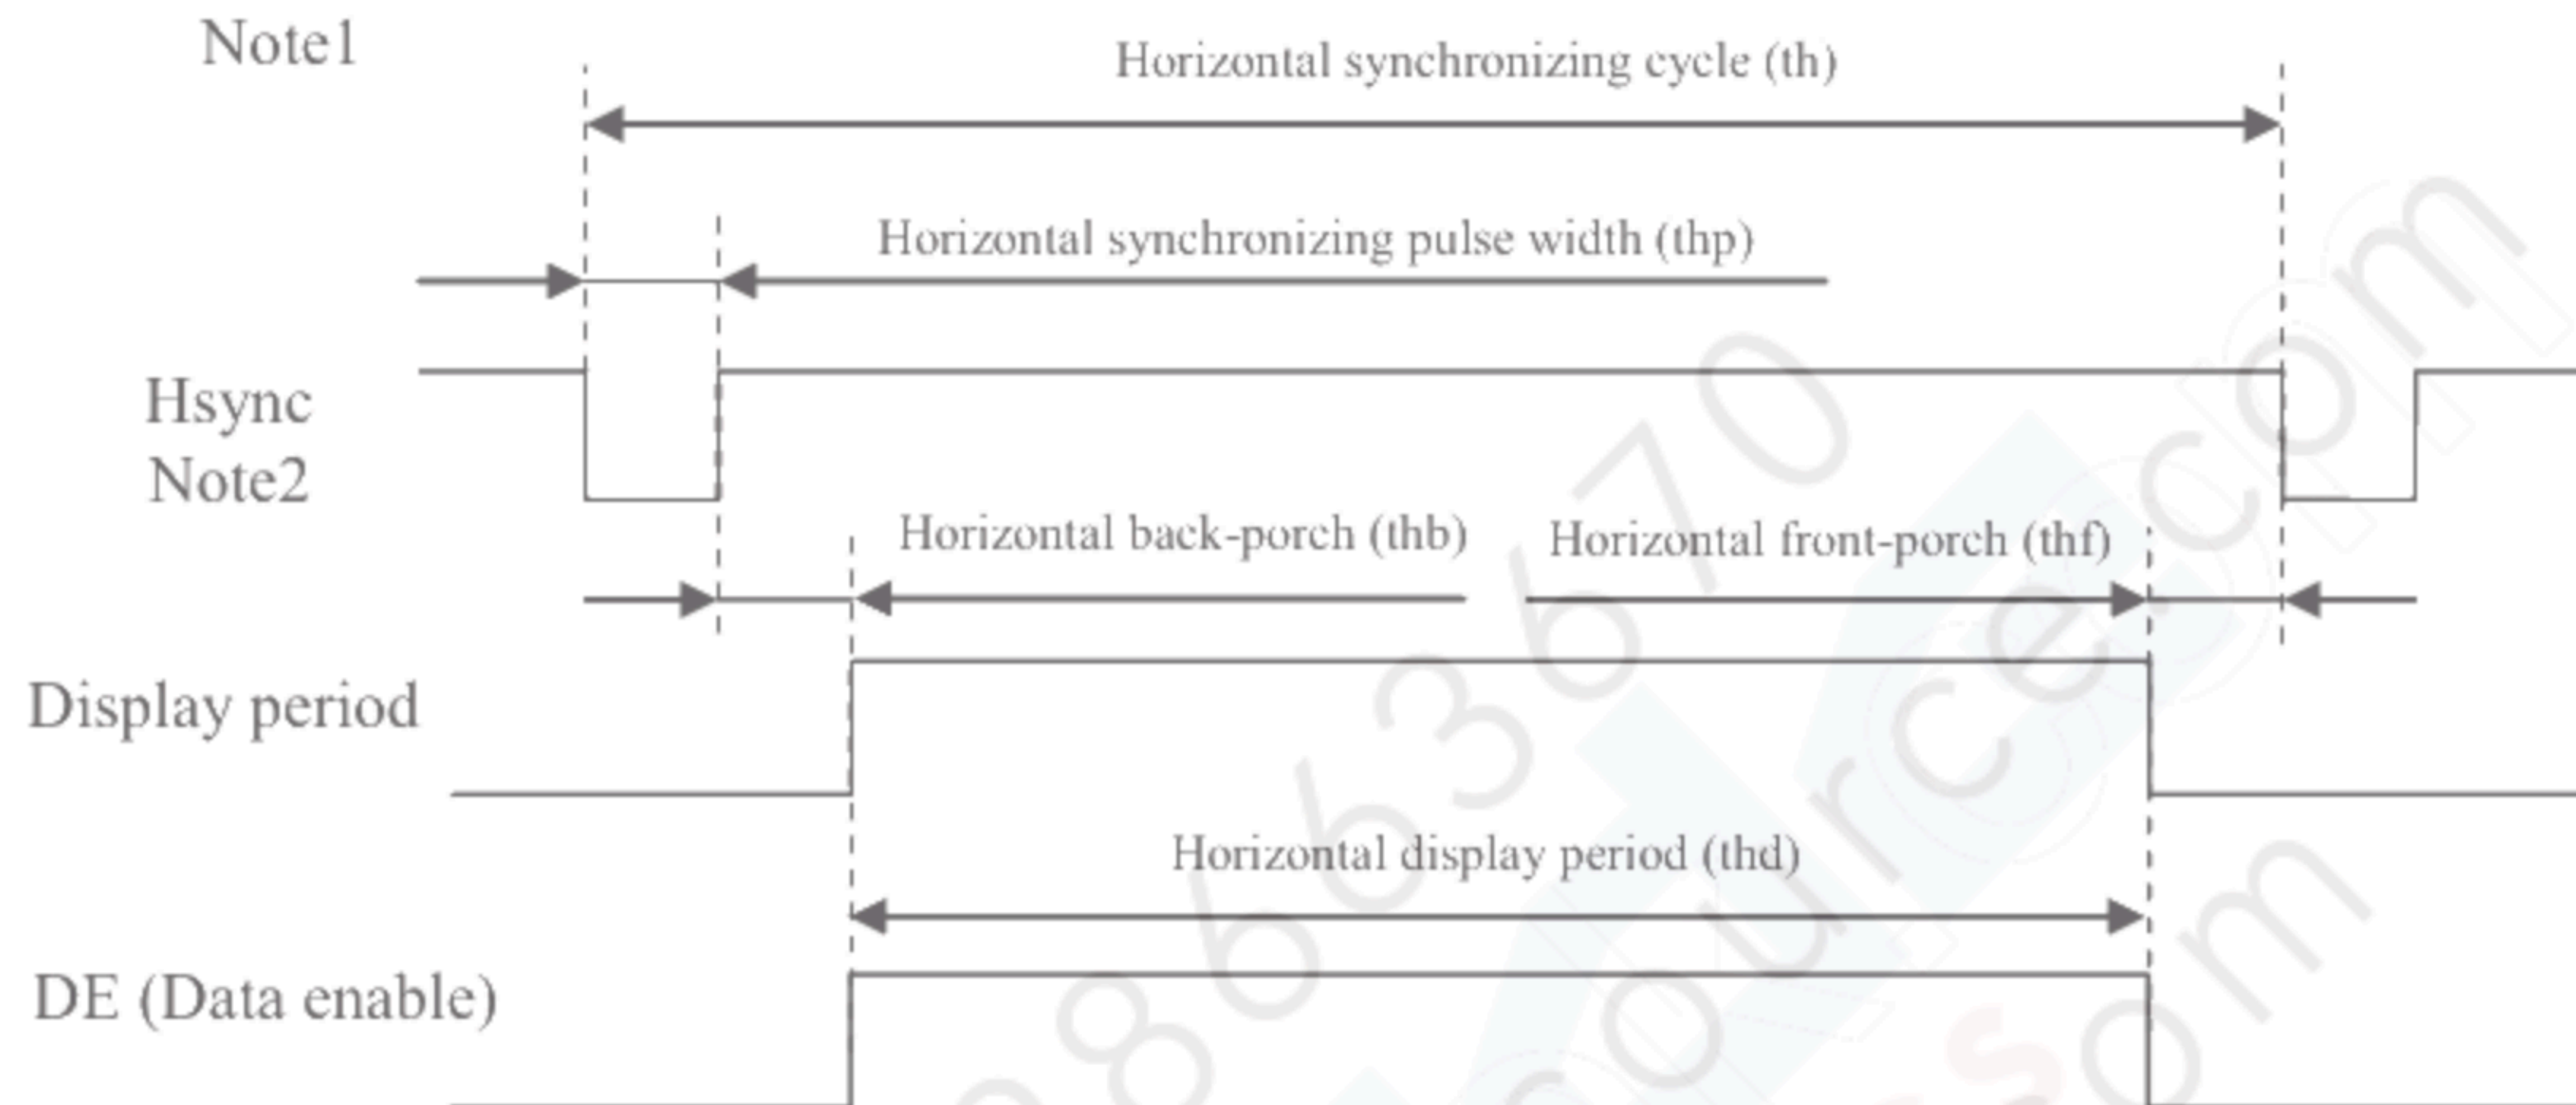 Note1
Horizontal synchronizing cycle (th)
Horizontal synchronizing pulse width (thp)
Hsync
Note2
Horizontal back-porch (thb)
Horizontal front-porch (thf)
Display period
Horizontal display period (thd)
DE (Data enable)